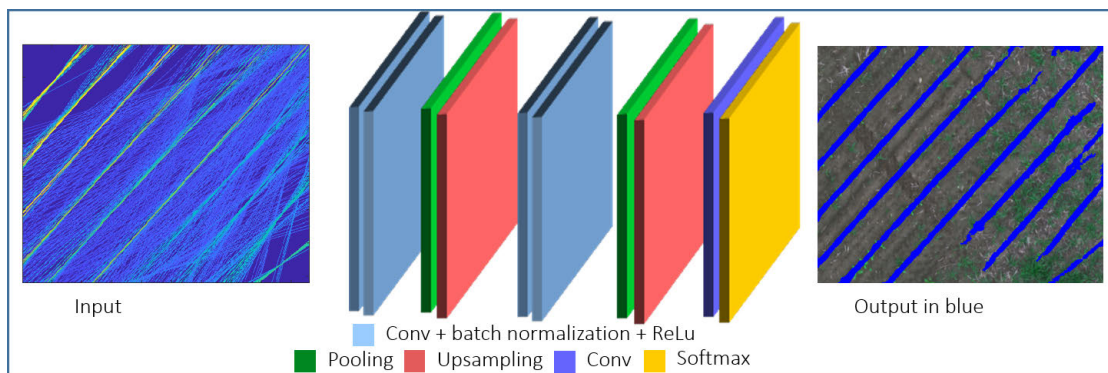 Input
Output in blue
Conv + batch normalization + ReLu
Pooling Upsampling Conv Softmax